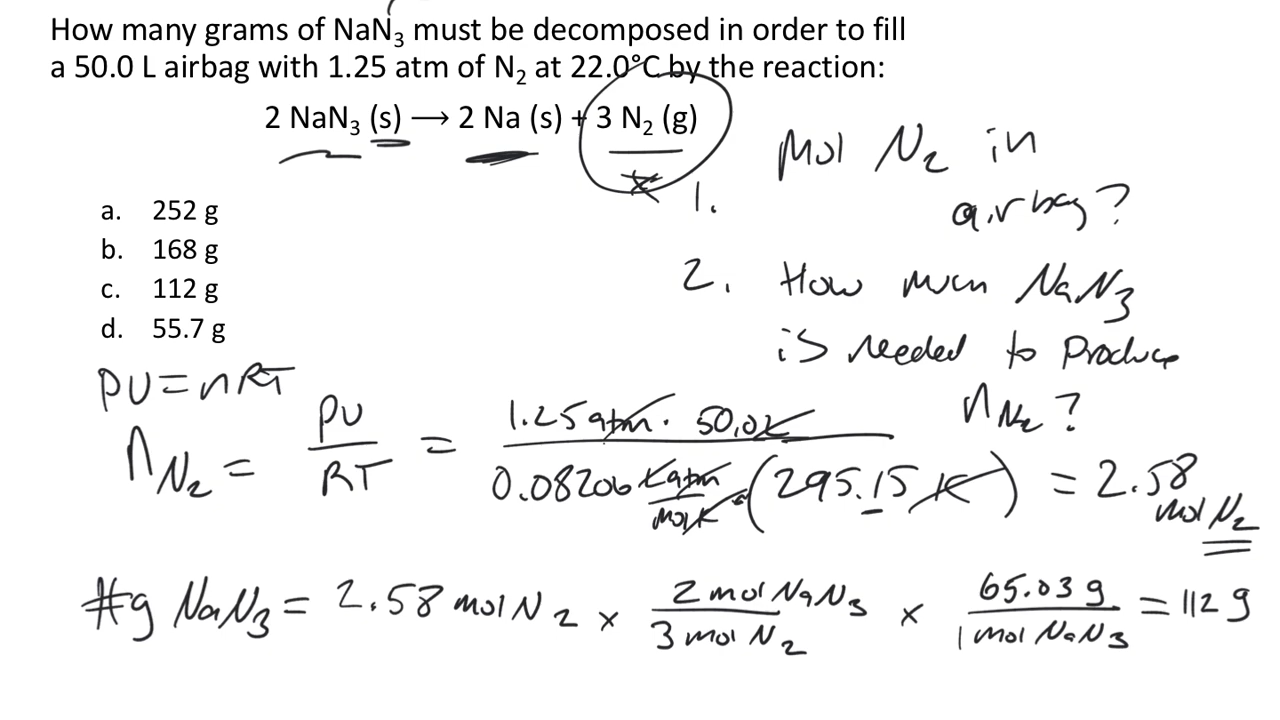 How many grams of NaN₃ must be decomposed in order to fill
a 50.0 L airbag with 1.25 atm of N₂ at 22.0°C by the reaction:
2 NaN₃ (s) ⟶ 2 Na (s) + 3 N₂ (g)
a. 252 g
b. 168 g
c. 112 g
d. 55.7 g
1. Mol N₂ in
airbag?
2. How much NaN₃
is needed to produce
n N₂ ?
PV = nRT
n N₂ = PV / RT = 1.25 atm · 50.0 L / 0.08206 L atm / mol K (295.15 K) = 2.58 mol N₂
#g NaN₃ = 2.58 mol N₂ × 2 mol NaN₃ / 3 mol N₂ × 65.03 g / 1 mol NaN₃ = 112 g